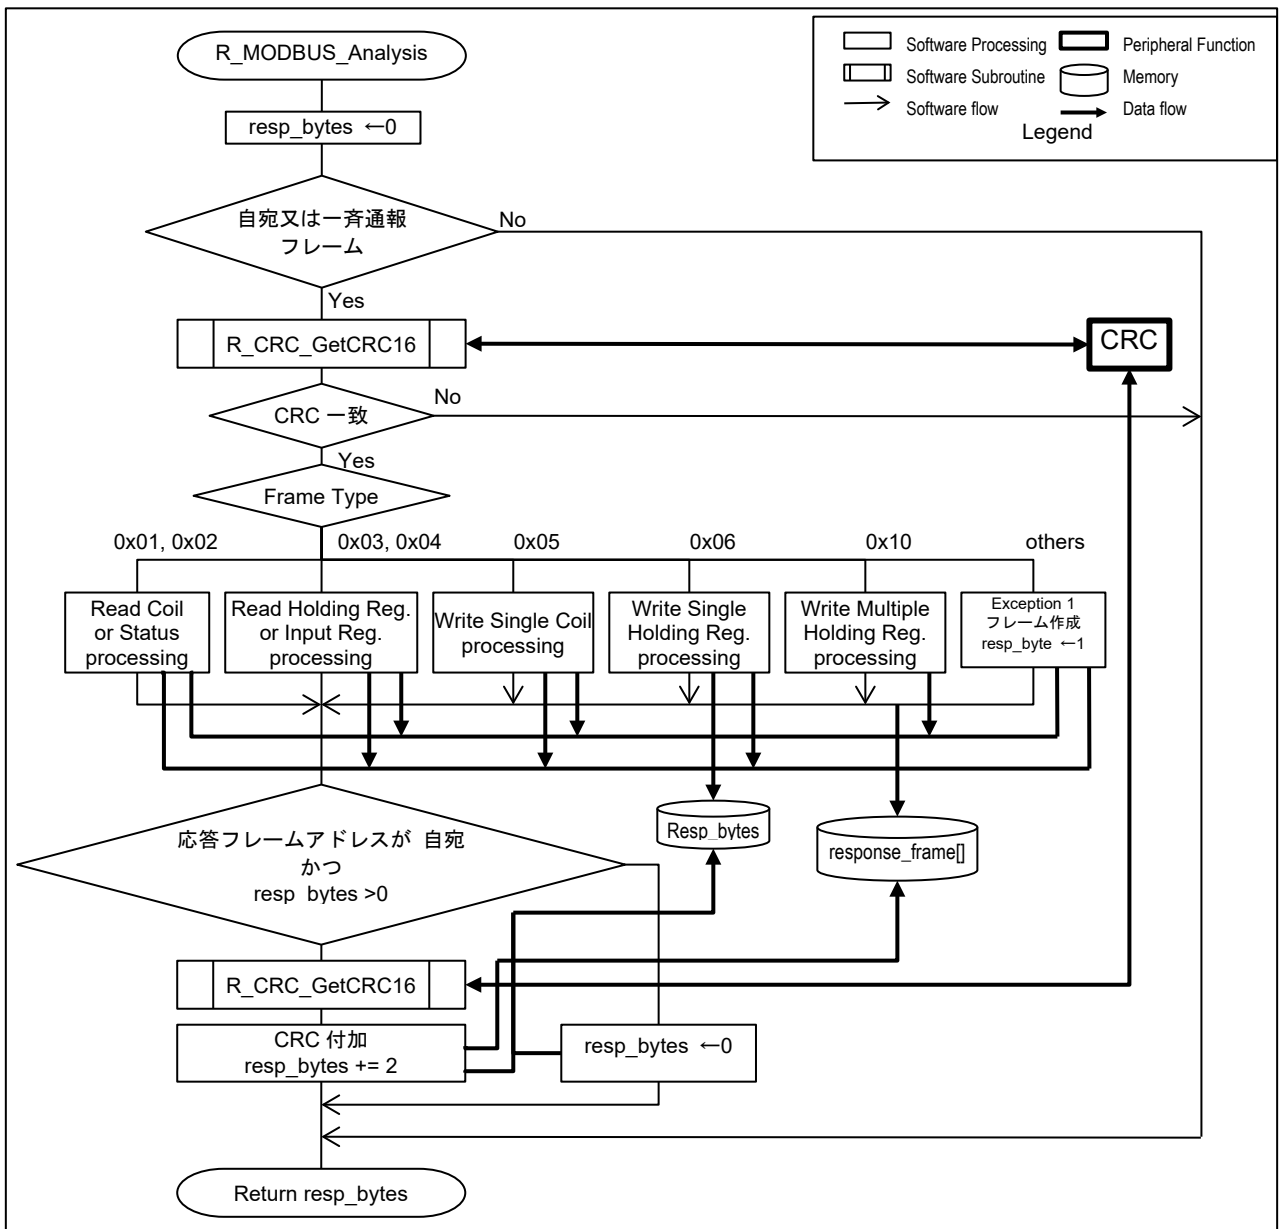 R_MODBUS_Analysis
Software Processing
Peripheral Function
Software Subroutine
Memory
Software flow
Data flow
Legend
resp_bytes ←0
自宛又は一斉通報
フレーム
No
Yes
R_CRC_GetCRC16
CRC
CRC 一致
No
Yes
Frame Type
0x01, 0x02
0x03, 0x04
0x05
0x06
0x10
others
Read Coil
or Status
processing
Read Holding Reg.
or Input Reg.
processing
Write Single Coil
processing
Write Single
Holding Reg.
processing
Write Multiple
Holding Reg.
processing
Exception 1
フレーム作成
resp_byte ←1
応答フレームアドレスが 自宛
かつ
resp_bytes >0
Resp_bytes
response_frame[]
R_CRC_GetCRC16
CRC 付加
resp_bytes += 2
resp_bytes ←0
Return resp_bytes